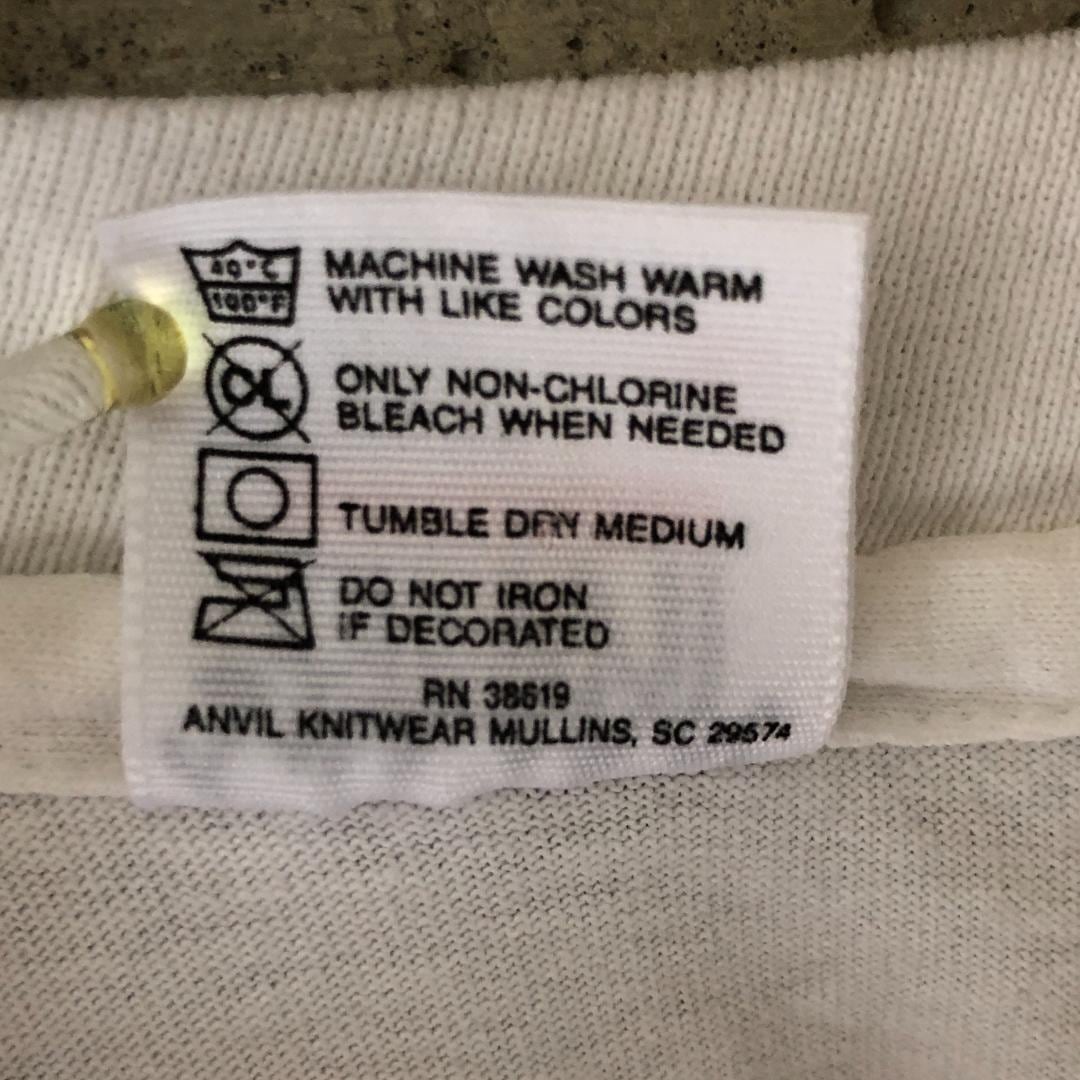 40°C
100°F
MACHINE WASH WARM
WITH LIKE COLORS
CL
ONLY NON-CHLORINE
BLEACH WHEN NEEDED
TUMBLE DRY MEDIUM
DO NOT IRON
IF DECORATED
RN 38619
ANVIL KNITWEAR MULLINS, SC 29574